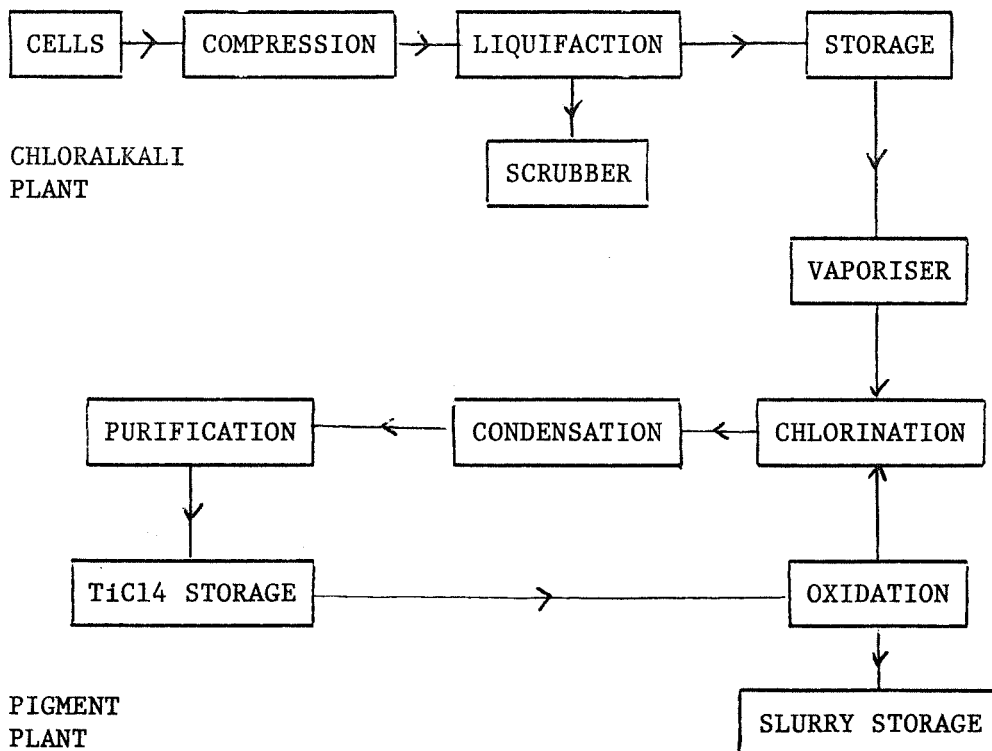 CELLS
COMPRESSION
LIQUIFACTION
STORAGE
CHLORALKALI
PLANT
SCRUBBER
VAPORISER
PURIFICATION
CONDENSATION
CHLORINATION
TiCl4 STORAGE
OXIDATION
PIGMENT
PLANT
SLURRY STORAGE